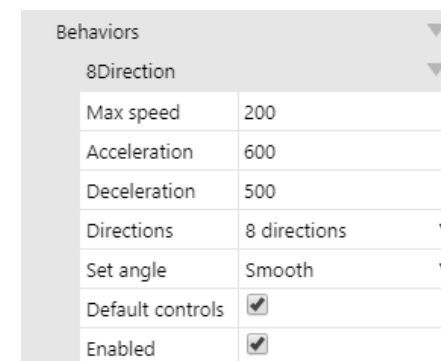 Behaviors
8Direction
Max speed 200
Acceleration 600
Deceleration 500
Directions 8 directions
Set angle Smooth
Default controls
Enabled